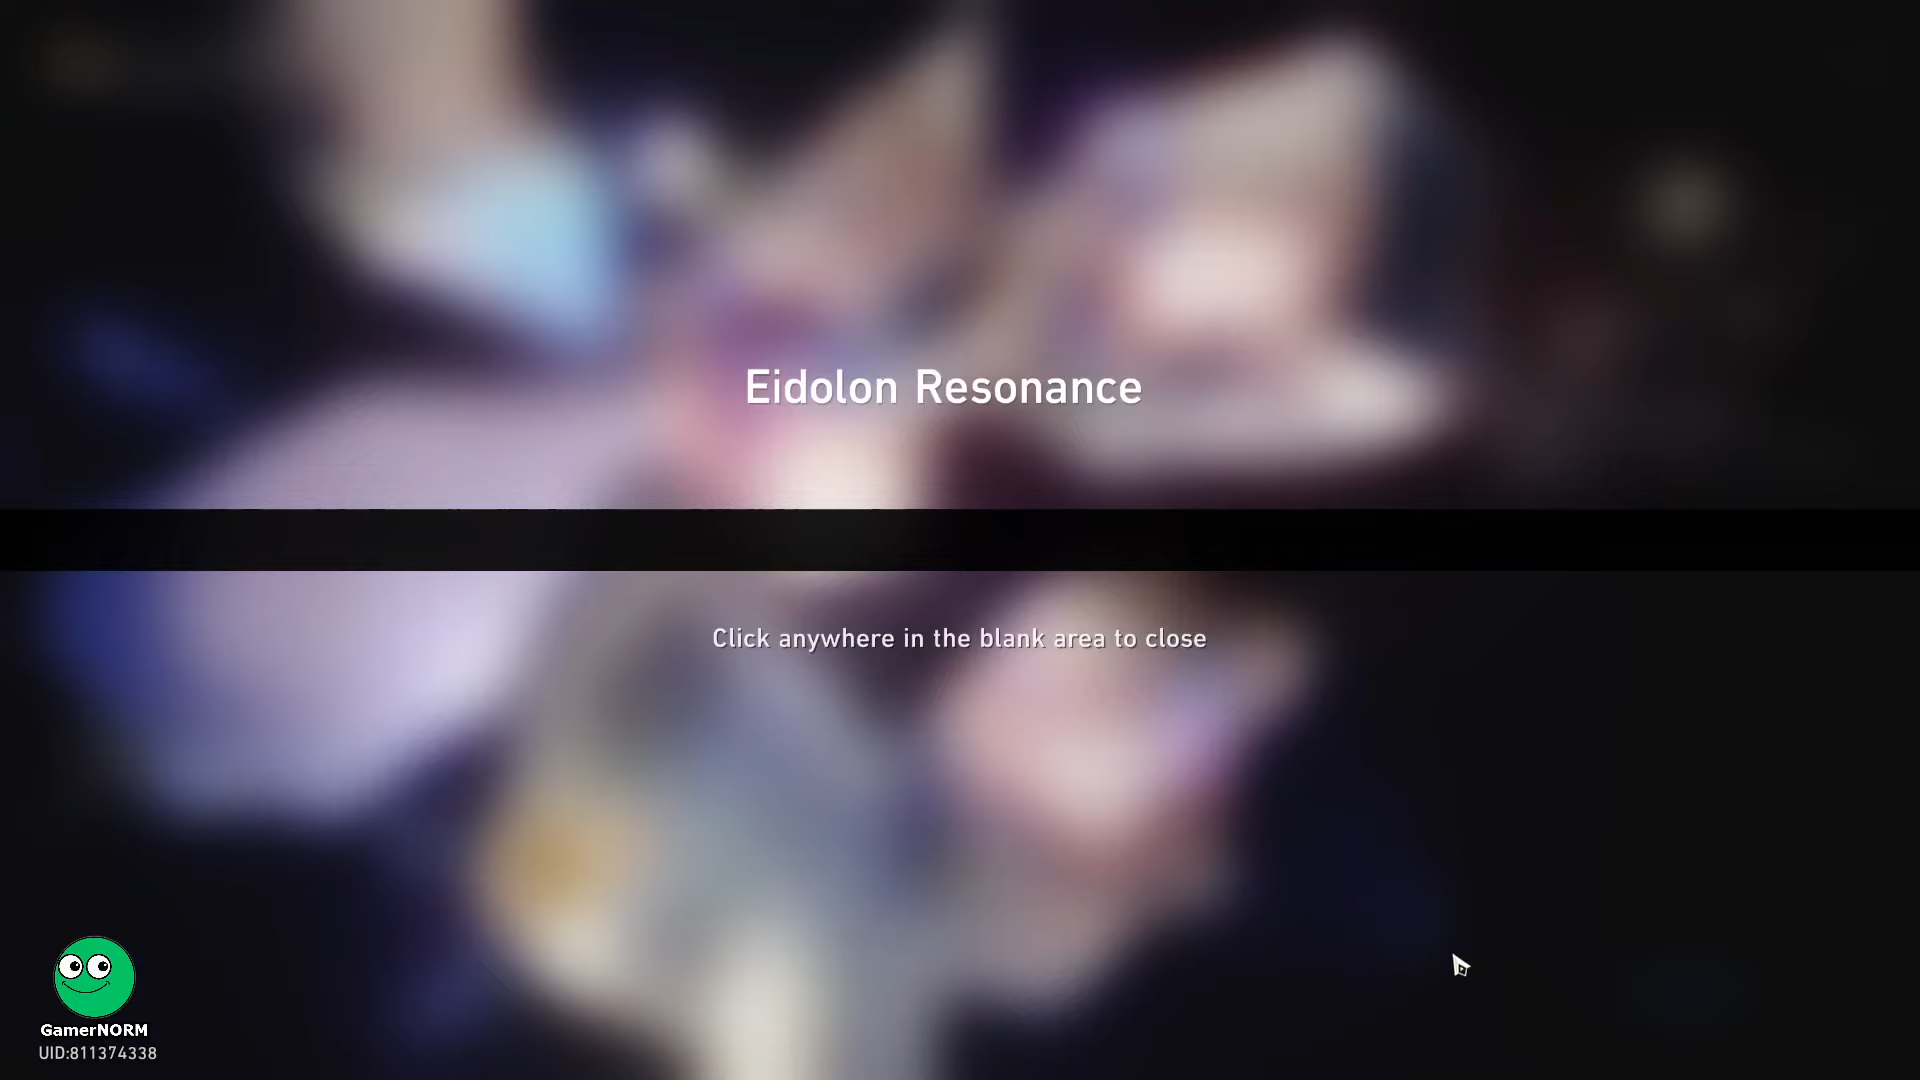 Eidolon Resonance
Click anywhere in the blank area to close
GamerNORM
UID:811374338